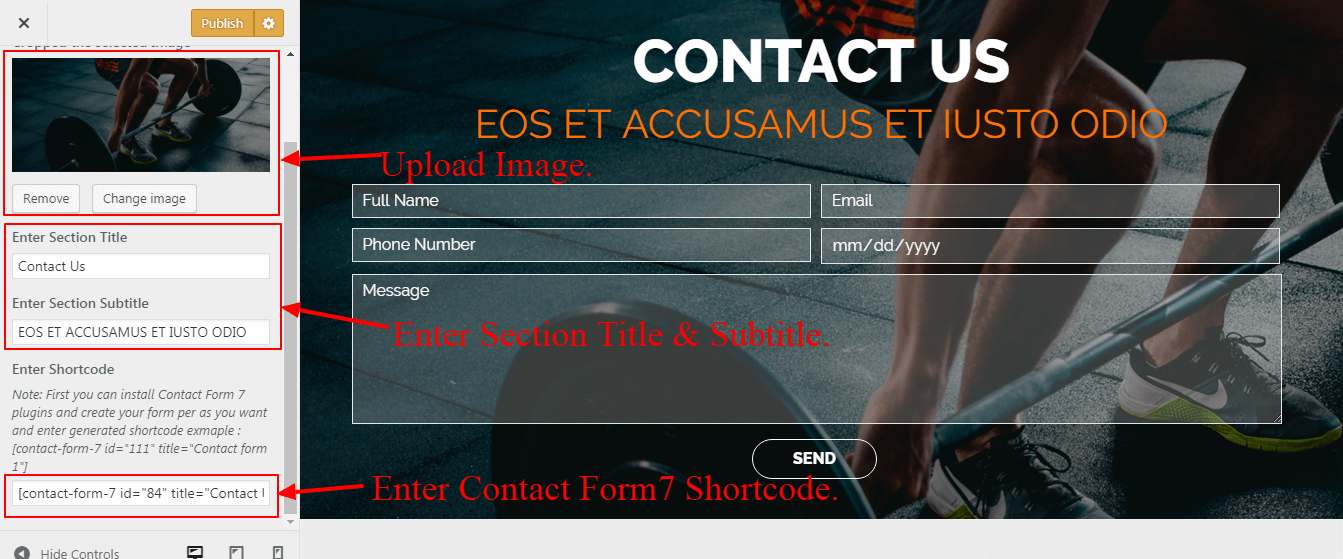 Publish
Cropped the selected image
Remove
Change image
Enter Section Title
Contact Us
Enter Section Subtitle
EOS ET ACCUSAMUS ET IUSTO ODIO
Enter Shortcode
Note: First you can install Contact Form 7
plugins and create your form per as you want
and enter generated shortcode exmaple :
[contact-form-7 id="111" title="Contact form
1"]
[contact-form-7 id="84" title="Contact U
Hide Controls
CONTACT US
EOS ET ACCUSAMUS ET IUSTO ODIO
Upload Image.
Full Name
Email
Phone Number
mm/dd/yyyy
Message
Enter Section Title & Subtitle.
SEND
Enter Contact Form7 Shortcode.